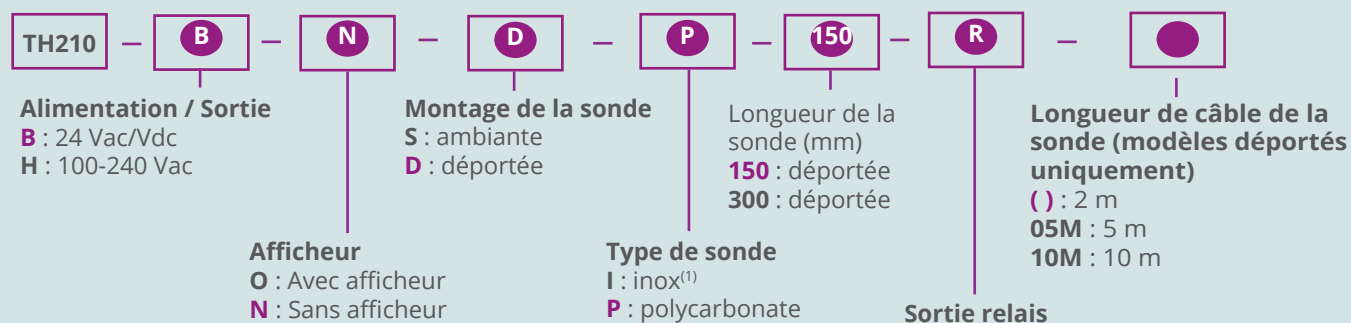 TH210 – B – N – D – P – 150 – R –
Alimentation / Sortie
B : 24 Vac/Vdc
H : 100-240 Vac
Montage de la sonde
S : ambiante
D : déportée
Longueur de la
sonde (mm)
150 : déportée
300 : déportée
Longueur de câble de la
sonde (modèles déportés
uniquement)
( ) : 2 m
05M : 5 m
10M : 10 m
Afficheur
O : Avec afficheur
N : Sans afficheur
Type de sonde
I : inox(1)
P : polycarbonate
Sortie relais